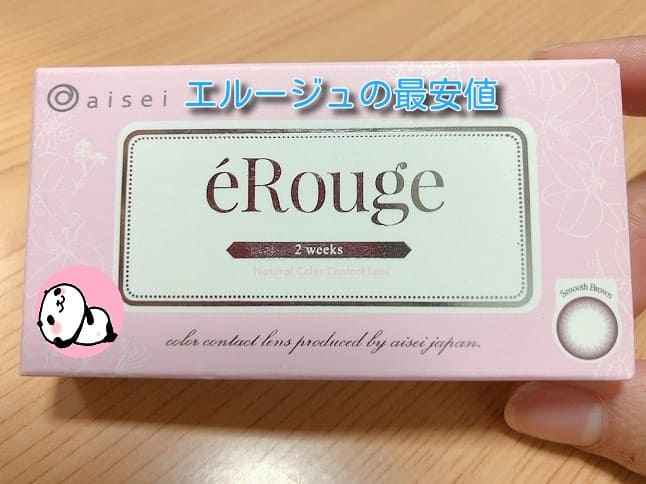 aisei エルージュの最安値
éRouge
2 weeks
Natural Color Contact Lens
Smooth Brown
color contact lens produced by aisei japan.